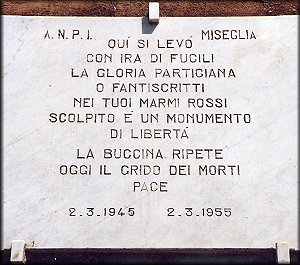 A.N.P.I. MISEGLIA
QUI SI LEVÒ
CON IRA DI FUCILI
LA GLORIA PARTIGIANA
O FANTISCRITTI
NEI TUOI MARMI ROSSI
SCOLPITO È UN MONUMENTO
DI LIBERTÀ
LA BUCCINA RIPETE
OGGI IL GRIDO DEI MORTI
PACE
2-3-1945 2-3-1955